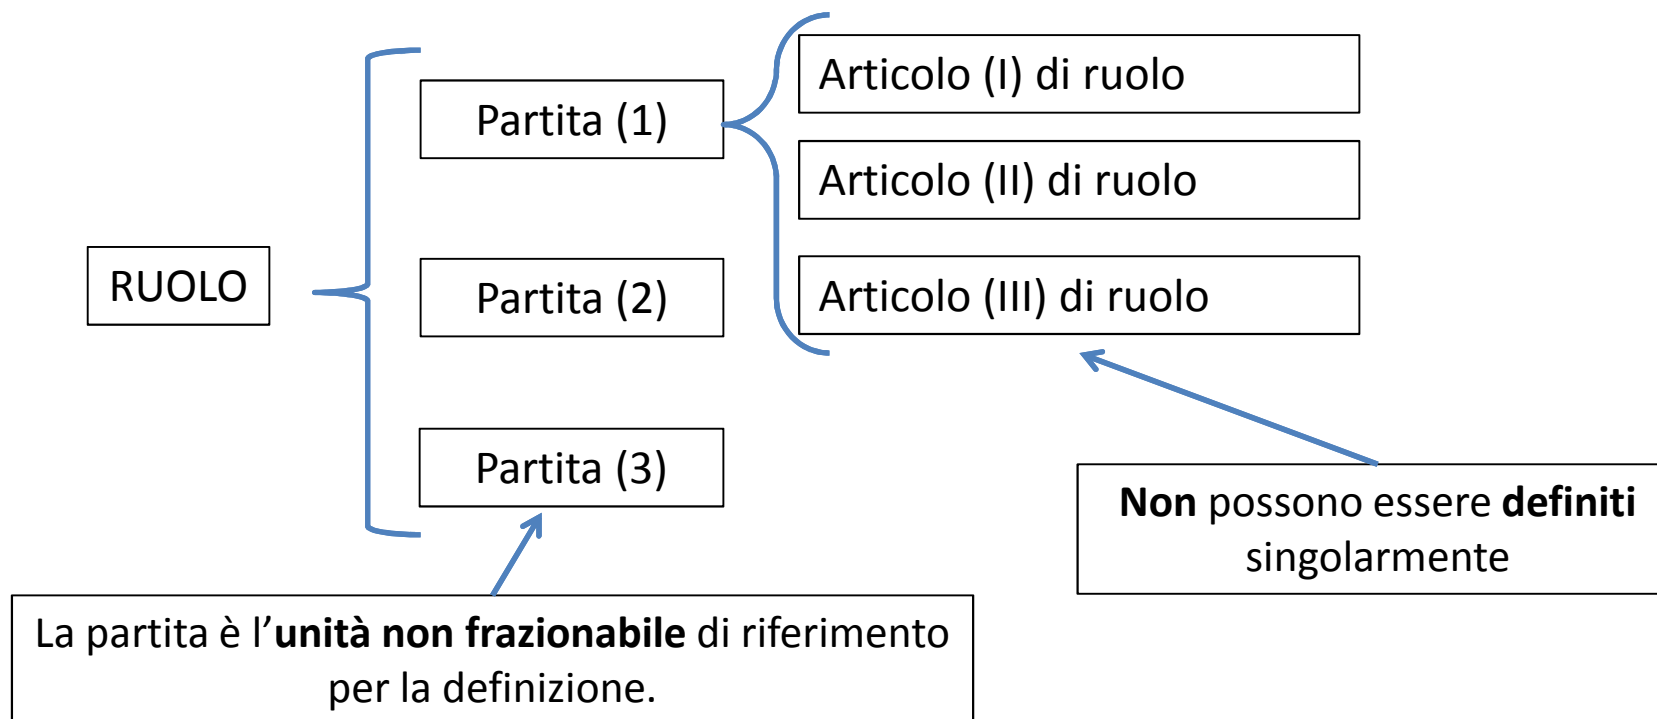 RUOLO
Partita (1)
Partita (2)
Partita (3)
Articolo (I) di ruolo
Articolo (II) di ruolo
Articolo (III) di ruolo
Non possono essere definiti
singolarmente
La partita è l’unità non frazionabile di riferimento
per la definizione.